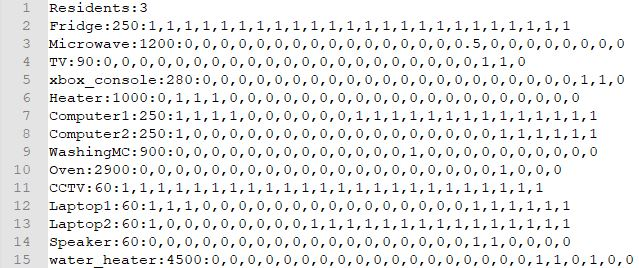 1 Residents:3
2 Fridge:250:1,1,1,1,1,1,1,1,1,1,1,1,1,1,1,1,1,1,1,1,1,1,1,1
3 Microwave:1200:0,0,0,0,0,0,0,0,0,0,0,0,0,0,0,0.5,0,0,0,0,0,0,0,0
4 TV:90:0,0,0,0,0,0,0,0,0,0,0,0,0,0,0,0,0,0,0,0,0,1,1,0
5 xbox_console:280:0,0,0,0,0,0,0,0,0,0,0,0,0,0,0,0,0,0,0,0,0,1,1,0
6 Heater:1000:0,1,1,1,0,0,0,0,0,0,0,0,0,0,0,0,0,0,0,0,0,0,0,0
7 Computer1:250:1,1,1,1,0,0,0,0,0,0,1,1,1,1,1,1,1,1,1,1,1,1,1,1
8 Computer2:250:1,0,0,0,0,0,0,0,0,0,0,0,0,0,0,0,0,0,1,1,1,1,1,1
9 WashingMC:900:0,0,0,0,0,0,0,0,0,0,0,0,0,1,0,0,0,0,0,0,0,0,0,0
10 Oven:2900:0,0,0,0,0,0,0,0,0,0,0,0,0,0,0,0,0,0,0,0,1,0,0,0
11 CCTV:60:1,1,1,1,1,1,1,1,1,1,1,1,1,1,1,1,1,1,1,1,1,1,1,1
12 Laptop1:60:1,1,1,0,0,0,0,0,0,0,0,0,0,0,0,0,0,0,1,1,1,1,1,1
13 Laptop2:60:1,0,0,0,0,0,0,0,0,1,1,1,1,1,1,1,1,1,1,1,1,1,1,1
14 Speaker:60:0,0,0,0,0,0,0,0,0,0,0,0,0,0,0,0,0,0,1,1,0,0,0,0
15 water_heater:4500:0,0,0,0,0,0,0,0,0,0,0,0,0,0,0,0,0,0,1,1,0,1,0,0